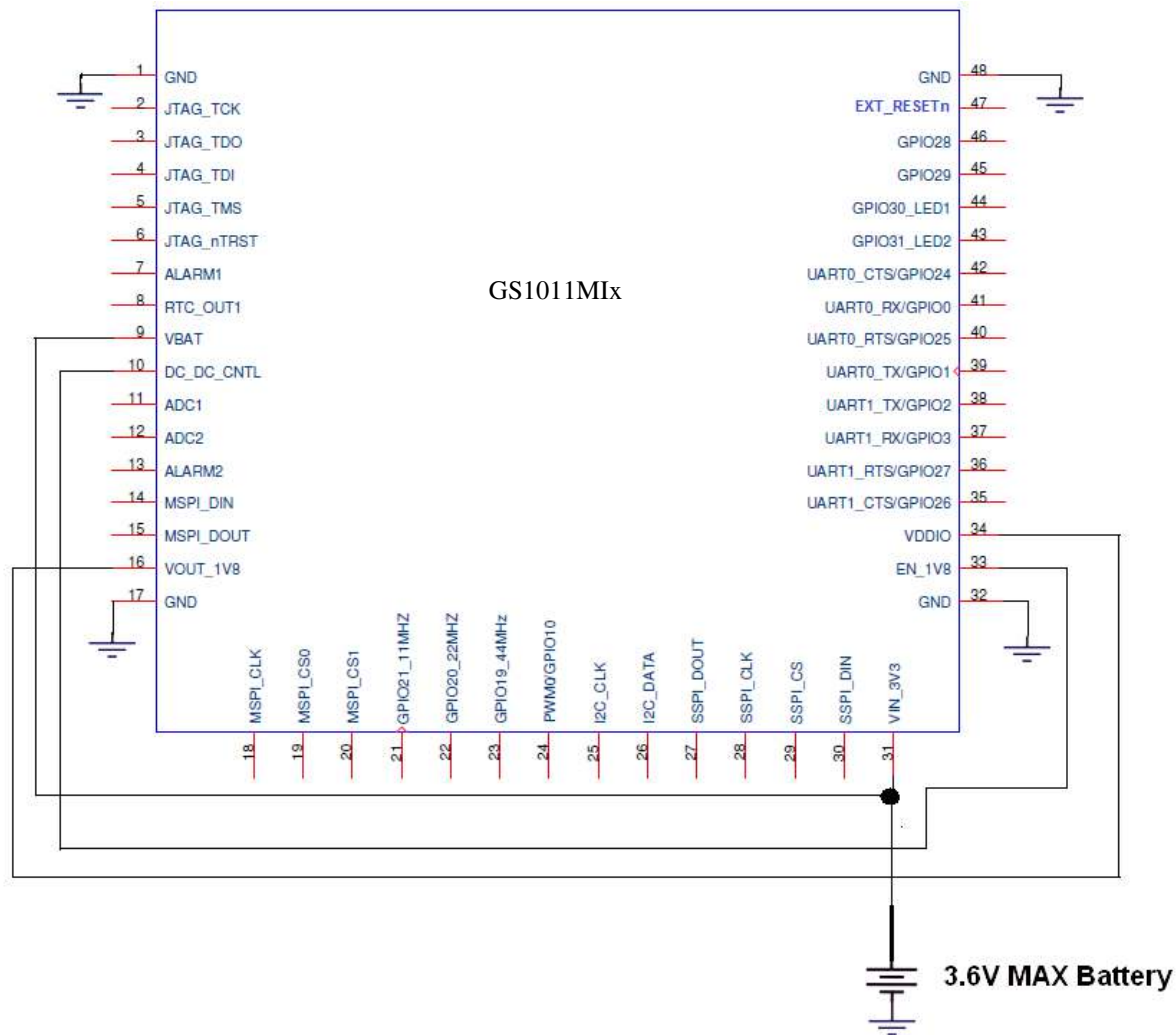 GS1011MIx
1 GND
2 JTAG_TCK
3 JTAG_TDO
4 JTAG_TDI
5 JTAG_TMS
6 JTAG_nTRST
7 ALARM1
8 RTC_OUT1
9 VBAT
10 DC_DC_CNTL
11 ADC1
12 ADC2
13 ALARM2
14 MSPI_DIN
15 MSPI_DOUT
16 VOUT_1V8
17 GND
MSPI_CLK 18
MSPI_CS0 19
MSPI_CS1 20
GPIO21_11MHZ 21
GPIO20_22MHZ 22
GPIO19_44MHz 23
PWM0/GPIO10 24
I2C_CLK 25
I2C_DATA 26
SSPI_DOUT 27
SSPI_CLK 28
SSPI_CS 29
SSPI_DIN 30
VIN_3V3 31
GND 48
EXT_RESETn 47
GPIO28 46
GPIO29 45
GPIO30_LED1 44
GPIO31_LED2 43
UART0_CTS/GPIO24 42
UART0_RX/GPIO0 41
UART0_RTS/GPIO25 40
UART0_TX/GPIO1 39
UART1_TX/GPIO2 38
UART1_RX/GPIO3 37
UART1_RTS/GPIO27 36
UART1_CTS/GPIO26 35
VDDIO 34
EN_1V8 33
GND 32
3.6V MAX Battery